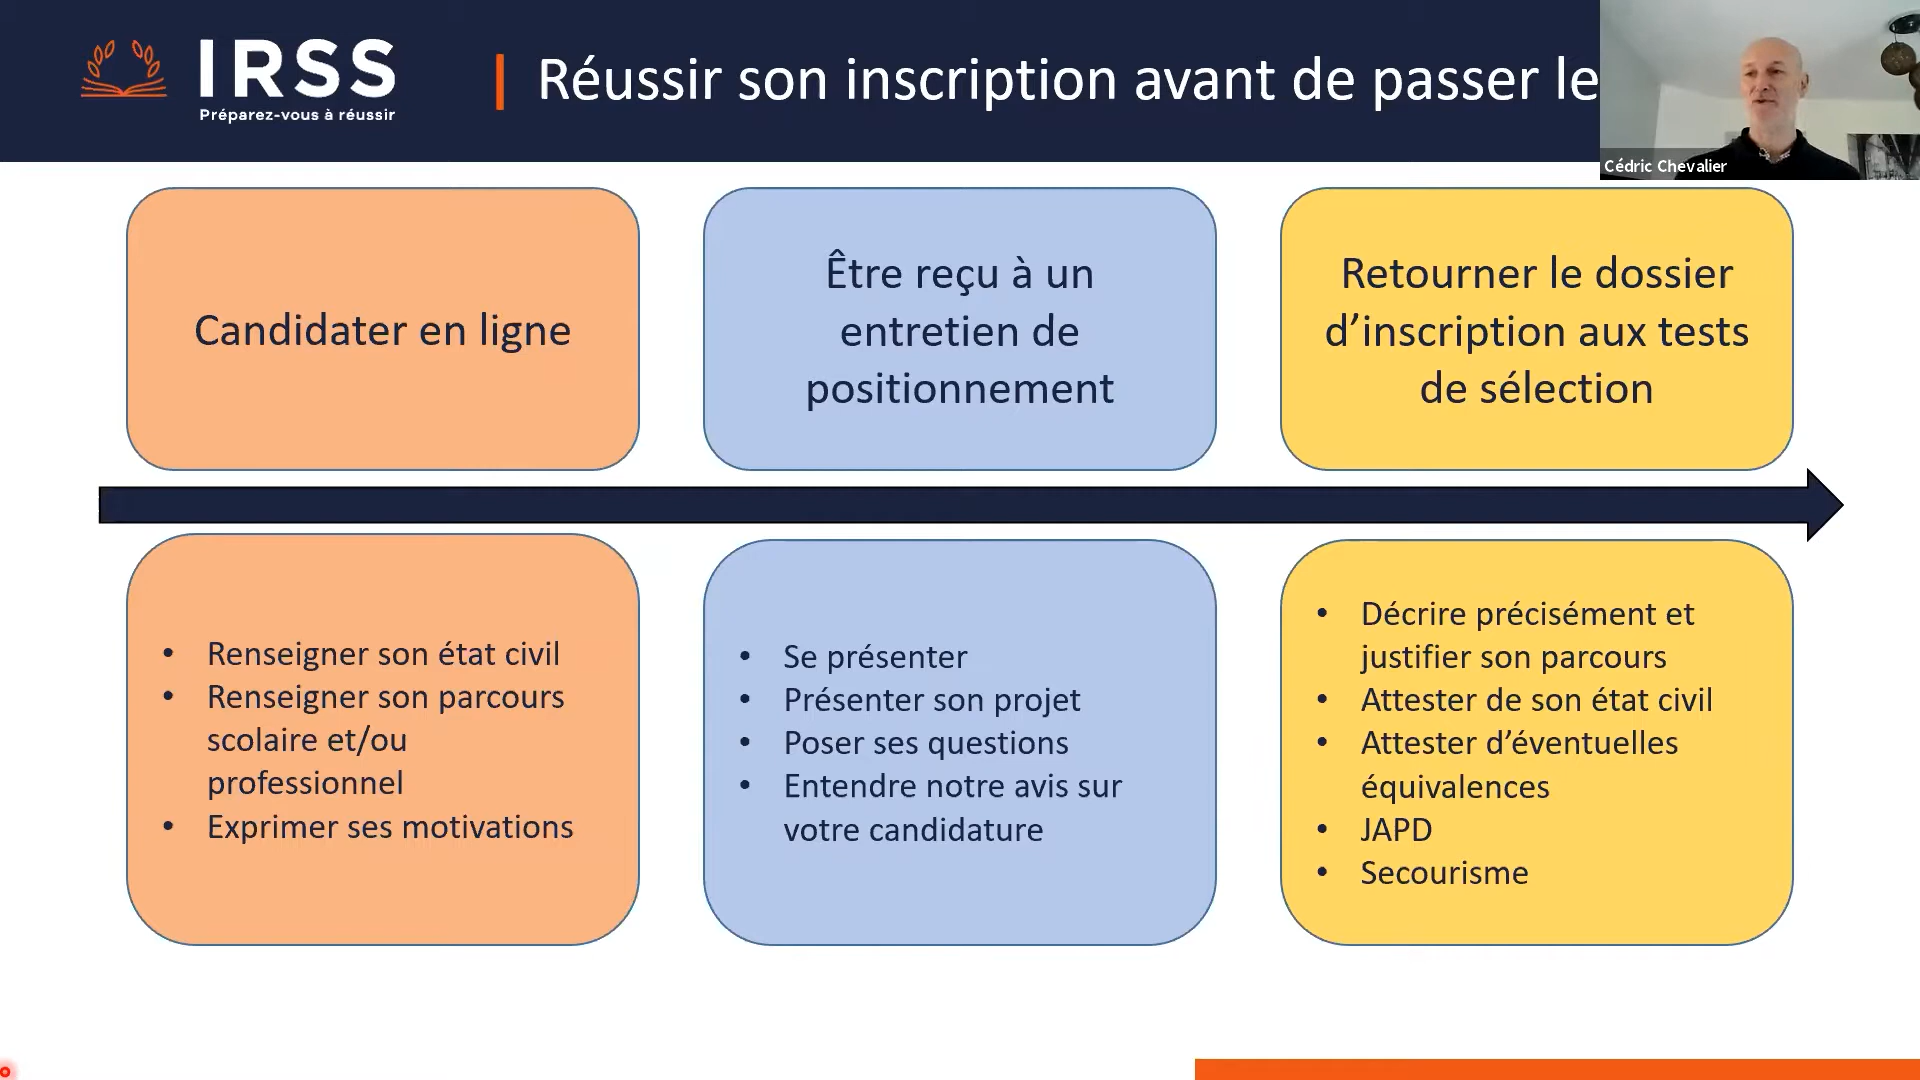 IRSS
Préparez-vous à réussir
| Réussir son inscription avant de passer le
Cédric Chevalier
Candidater en ligne
Être reçu à un
entretien de
positionnement
Retourner le dossier
d’inscription aux tests
de sélection
• Renseigner son état civil
• Renseigner son parcours
scolaire et/ou
professionnel
• Exprimer ses motivations
• Se présenter
• Présenter son projet
• Poser ses questions
• Entendre notre avis sur
votre candidature
• Décrire précisément et
justifier son parcours
• Attester de son état civil
• Attester d’éventuelles
équivalences
• JAPD
• Secourisme